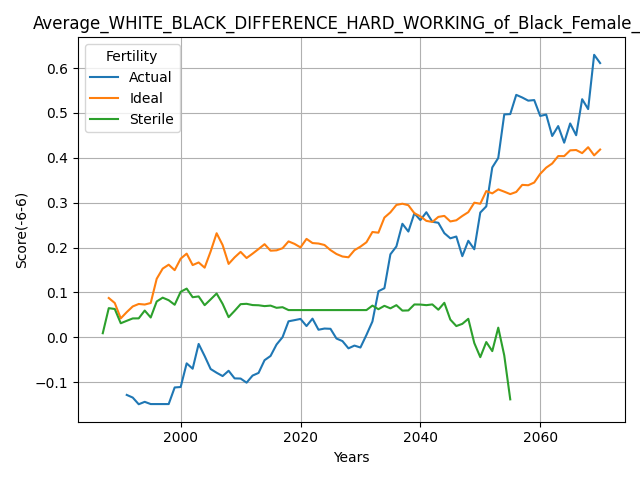 Average_WHITE_BLACK_DIFFERENCE_HARD_WORKING_of_Black_Female_
Fertility
Actual
Ideal
Sterile
Score(-6-6)
0.6
0.5
0.4
0.3
0.2
0.1
0.0
−0.1
2000
2020
2040
2060
Years